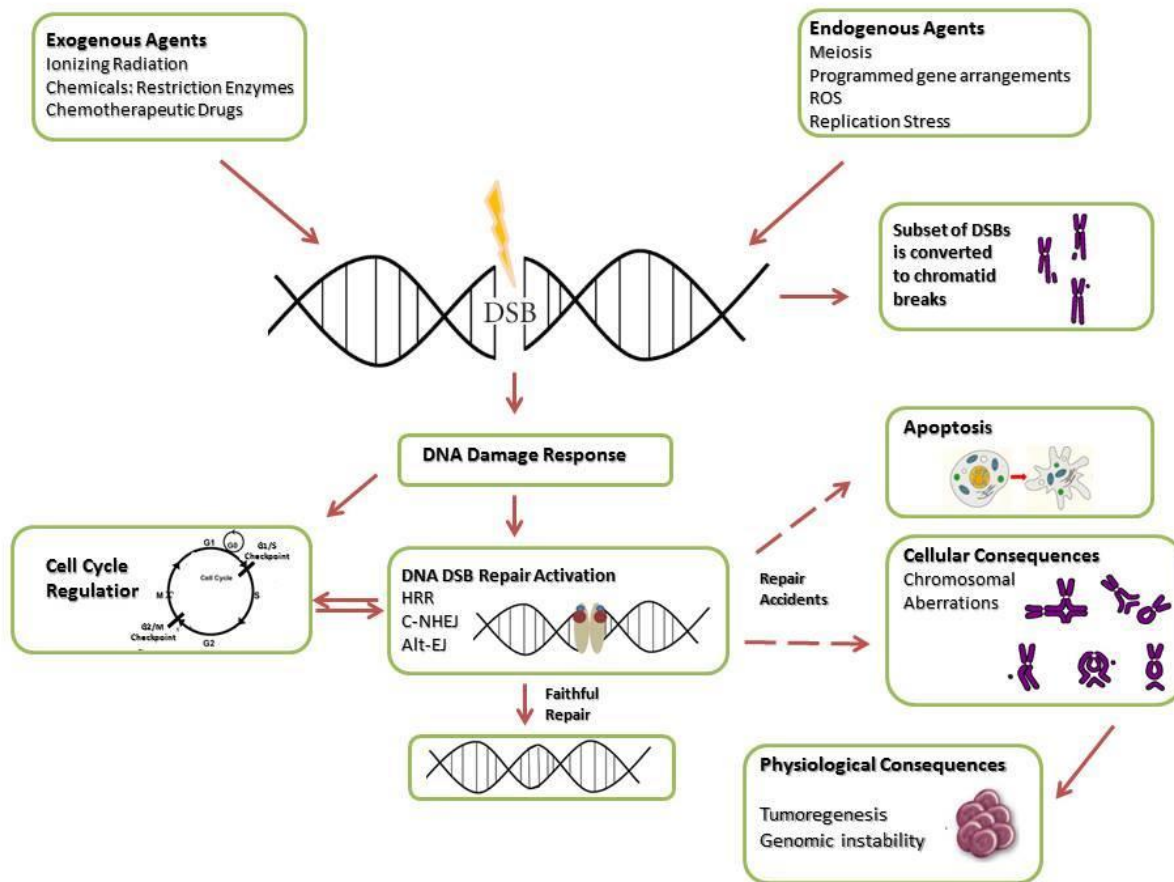 Exogenous Agents
Ionizing Radiation
Chemicals: Restriction Enzymes
Chemotherapeutic Drugs
Endogenous Agents
Meiosis
Programmed gene arrangements
ROS
Replication Stress
Subset of DSBs
is converted
to chromatid
breaks
DSB
DNA Damage Response
Apoptosis
Cell Cycle
Regulation
G1
G0
G1/S
Checkpoint
Cell Cycle
M
S
G2/M
Checkpoint
G2
DNA DSB Repair Activation
HRR
C-NHEJ
Alt-EJ
Repair
Accidents
Cellular Consequences
Chromosomal
Aberrations
Faithful
Repair
Physiological Consequences
Tumoregenesis
Genomic instability